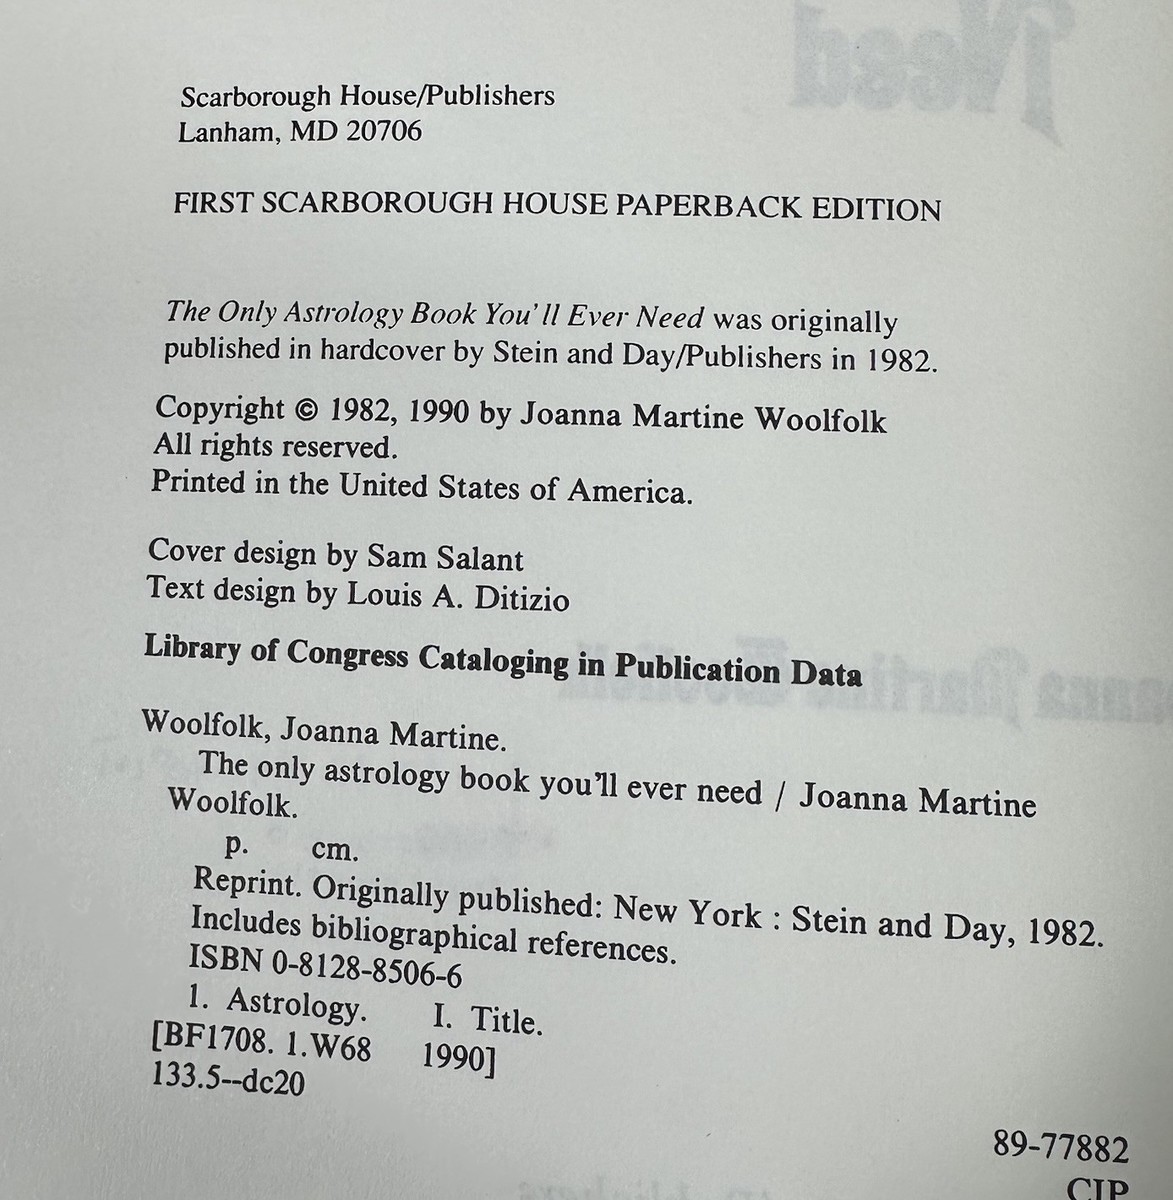 Need
Scarborough House/Publishers
Lanham, MD 20706
FIRST SCARBOROUGH HOUSE PAPERBACK EDITION
The Only Astrology Book You'll Ever Need was originally
published in hardcover by Stein and Day/Publishers in 1982.
Copyright © 1982, 1990 by Joanna Martine Woolfolk
All rights reserved.
Printed in the United States of America.
Cover design by Sam Salant
Text design by Louis A. Ditizio
Library of Congress Cataloging in Publication Data
Woolfolk, Joanna Martine.
The only astrology book you'll ever need / Joanna Martine
Woolfolk.
p. cm.
Reprint. Originally published: New York : Stein and Day, 1982.
Includes bibliographical references.
ISBN 0-8128-8506-6
1. Astrology. I. Title.
[BF1708. 1.W68 1990]
133.5--dc20
89-77882
CIP